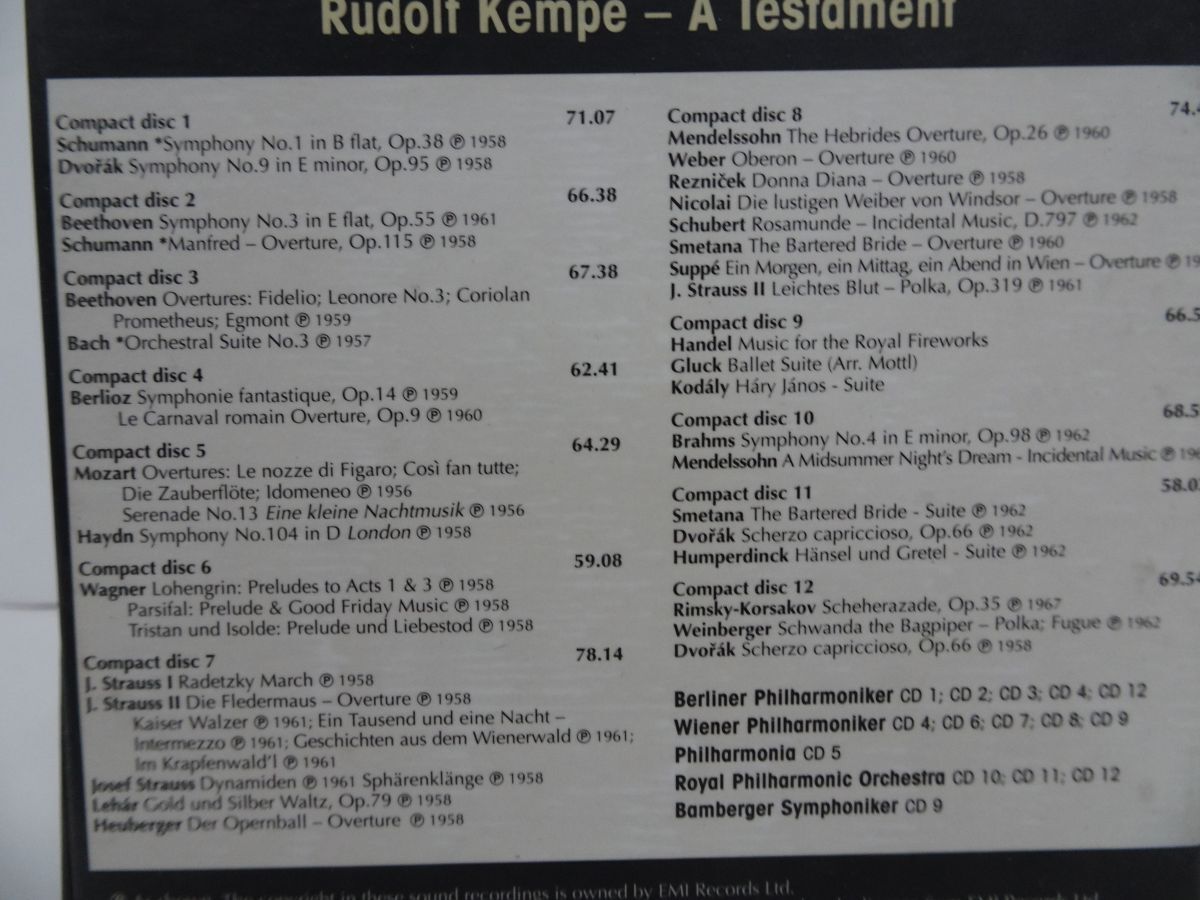 Rudolf Kempe – A Testament
Compact disc 1 71.07
Schumann *Symphony No.1 in B flat, Op.38 ℗ 1958
Dvořák Symphony No.9 in E minor, Op.95 ℗ 1958
Compact disc 2 66.38
Beethoven Symphony No.3 in E flat, Op.55 ℗ 1961
Schumann *Manfred – Overture, Op.115 ℗ 1958
Compact disc 3 67.38
Beethoven Overtures: Fidelio; Leonore No.3; Coriolan
Prometheus; Egmont ℗ 1959
Bach *Orchestral Suite No.3 ℗ 1957
Compact disc 4 62.41
Berlioz Symphonie fantastique, Op.14 ℗ 1959
Le Carnaval romain Overture, Op.9 ℗ 1960
Compact disc 5 64.29
Mozart Overtures: Le nozze di Figaro; Così fan tutte;
Die Zauberflöte; Idomeneo ℗ 1956
Serenade No.13 Eine kleine Nachtmusik ℗ 1956
Haydn Symphony No.104 in D London ℗ 1958
Compact disc 6 59.08
Wagner Lohengrin: Preludes to Acts 1 & 3 ℗ 1958
Parsifal: Prelude & Good Friday Music ℗ 1958
Tristan und Isolde: Prelude und Liebestod ℗ 1958
Compact disc 7 78.14
J. Strauss I Radetzky March ℗ 1958
J. Strauss II Die Fledermaus – Overture ℗ 1958
Kaiser Walzer ℗ 1961; Ein Tausend und eine Nacht –
Intermezzo ℗ 1961; Geschichten aus dem Wienerwald ℗ 1961;
Im Krapfenwald'l ℗ 1961
Josef Strauss Dynamiden ℗ 1961 Sphärenklänge ℗ 1958
Lehár Gold und Silber Waltz, Op.79 ℗ 1958
Heuberger Der Opernball – Overture ℗ 1958
Compact disc 8 74.4
Mendelssohn The Hebrides Overture, Op.26 ℗ 1960
Weber Oberon – Overture ℗ 1960
Rezniček Donna Diana – Overture ℗ 1958
Nicolai Die lustigen Weiber von Windsor – Overture ℗ 1958
Schubert Rosamunde – Incidental Music, D.797 ℗ 1962
Smetana The Bartered Bride – Overture ℗ 1960
Suppé Ein Morgen, ein Mittag, ein Abend in Wien – Overture ℗ 19
J. Strauss II Leichtes Blut – Polka, Op.319 ℗ 1961
Compact disc 9 66.5
Handel Music for the Royal Fireworks
Gluck Ballet Suite (Arr. Mottl)
Kodály Háry János - Suite
Compact disc 10 68.5
Brahms Symphony No.4 in E minor, Op.98 ℗ 1962
Mendelssohn A Midsummer Night's Dream - Incidental Music ℗ 196
Compact disc 11 58.0
Smetana The Bartered Bride - Suite ℗ 1962
Dvořák Scherzo capriccioso, Op.66 ℗ 1962
Humperdinck Hänsel und Gretel - Suite ℗ 1962
Compact disc 12 69.54
Rimsky-Korsakov Scheherazade, Op.35 ℗ 1967
Weinberger Schwanda the Bagpiper – Polka; Fugue ℗ 1962
Dvořák Scherzo capriccioso, Op.66 ℗ 1958
Berliner Philharmoniker CD 1; CD 2; CD 3; CD 4; CD 12
Wiener Philharmoniker CD 4; CD 6; CD 7; CD 8; CD 9
Philharmonia CD 5
Royal Philharmonic Orchestra CD 10; CD 11; CD 12
Bamberger Symphoniker CD 9
The copyright in these sound recordings is owned by EMI Records Ltd.